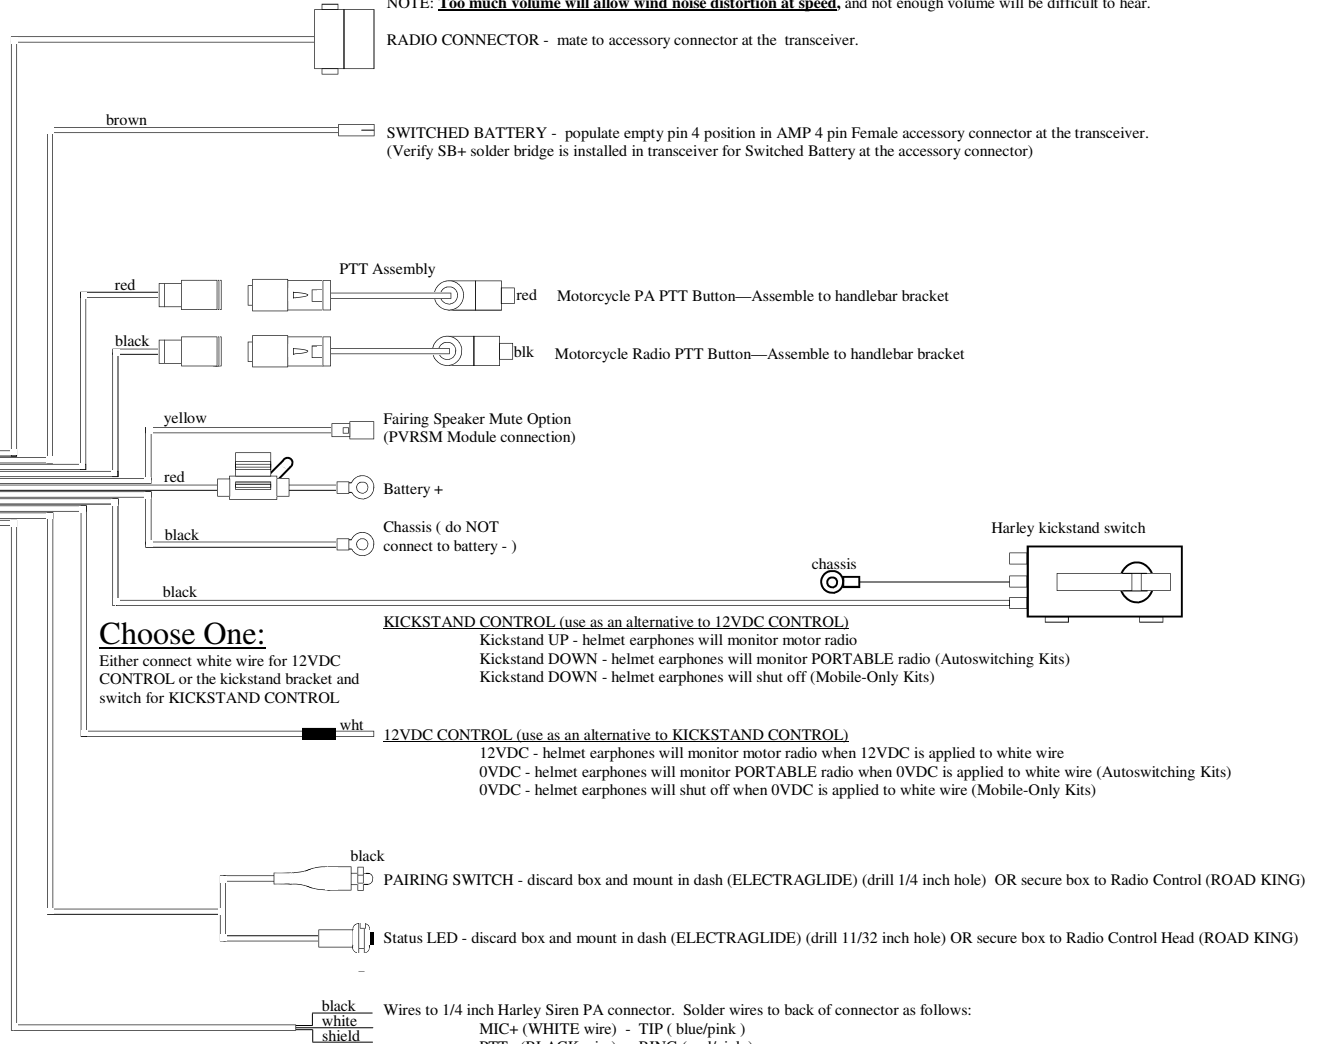 NOTE: Too much volume will allow wind noise distortion at speed, and not enough volume will be difficult to hear.
RADIO CONNECTOR - mate to accessory connector at the transceiver.
brown
SWITCHED BATTERY - populate empty pin 4 position in AMP 4 pin Female accessory connector at the transceiver.
(Verify SB+ solder bridge is installed in transceiver for Switched Battery at the accessory connector)
PTT Assembly
red
red
Motorcycle PA PTT Button—Assemble to handlebar bracket
black
blk
Motorcycle Radio PTT Button—Assemble to handlebar bracket
yellow
Fairing Speaker Mute Option
(PVRSM Module connection)
red
Battery +
black
Chassis ( do NOT
connect to battery - )
Harley kickstand switch
chassis
black
Choose One:
Either connect white wire for 12VDC
CONTROL or the kickstand bracket and
switch for KICKSTAND CONTROL
KICKSTAND CONTROL (use as an alternative to 12VDC CONTROL)
Kickstand UP - helmet earphones will monitor motor radio
Kickstand DOWN - helmet earphones will monitor PORTABLE radio (Autoswitching Kits)
Kickstand DOWN - helmet earphones will shut off (Mobile-Only Kits)
wht
12VDC CONTROL (use as an alternative to KICKSTAND CONTROL)
12VDC - helmet earphones will monitor motor radio when 12VDC is applied to white wire
0VDC - helmet earphones will monitor PORTABLE radio when 0VDC is applied to white wire (Autoswitching Kits)
0VDC - helmet earphones will shut off when 0VDC is applied to white wire (Mobile-Only Kits)
black
PAIRING SWITCH - discard box and mount in dash (ELECTRAGLIDE) (drill 1/4 inch hole) OR secure box to Radio Control (ROAD KING)
Status LED - discard box and mount in dash (ELECTRAGLIDE) (drill 11/32 inch hole) OR secure box to Radio Control Head (ROAD KING)
black
white
shield
Wires to 1/4 inch Harley Siren PA connector. Solder wires to back of connector as follows:
MIC+ (WHITE wire) - TIP ( blue/pink )